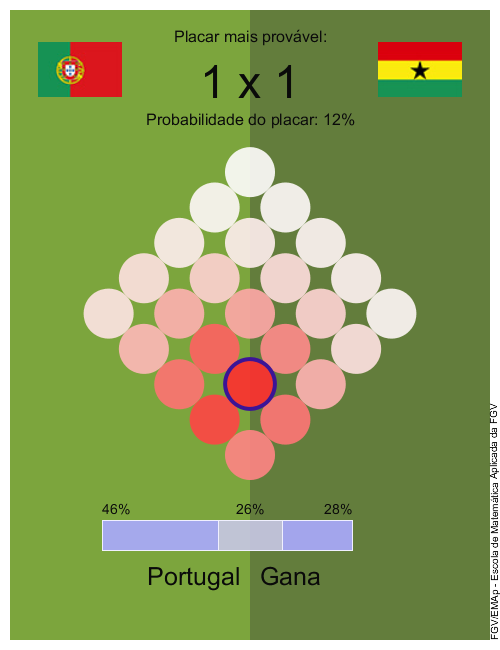 Placar mais provável:
1 x 1
Probabilidade do placar: 12%
46% 26% 28%
Portugal Gana
FGV/EMAp - Escola de Matemática Aplicada da FGV